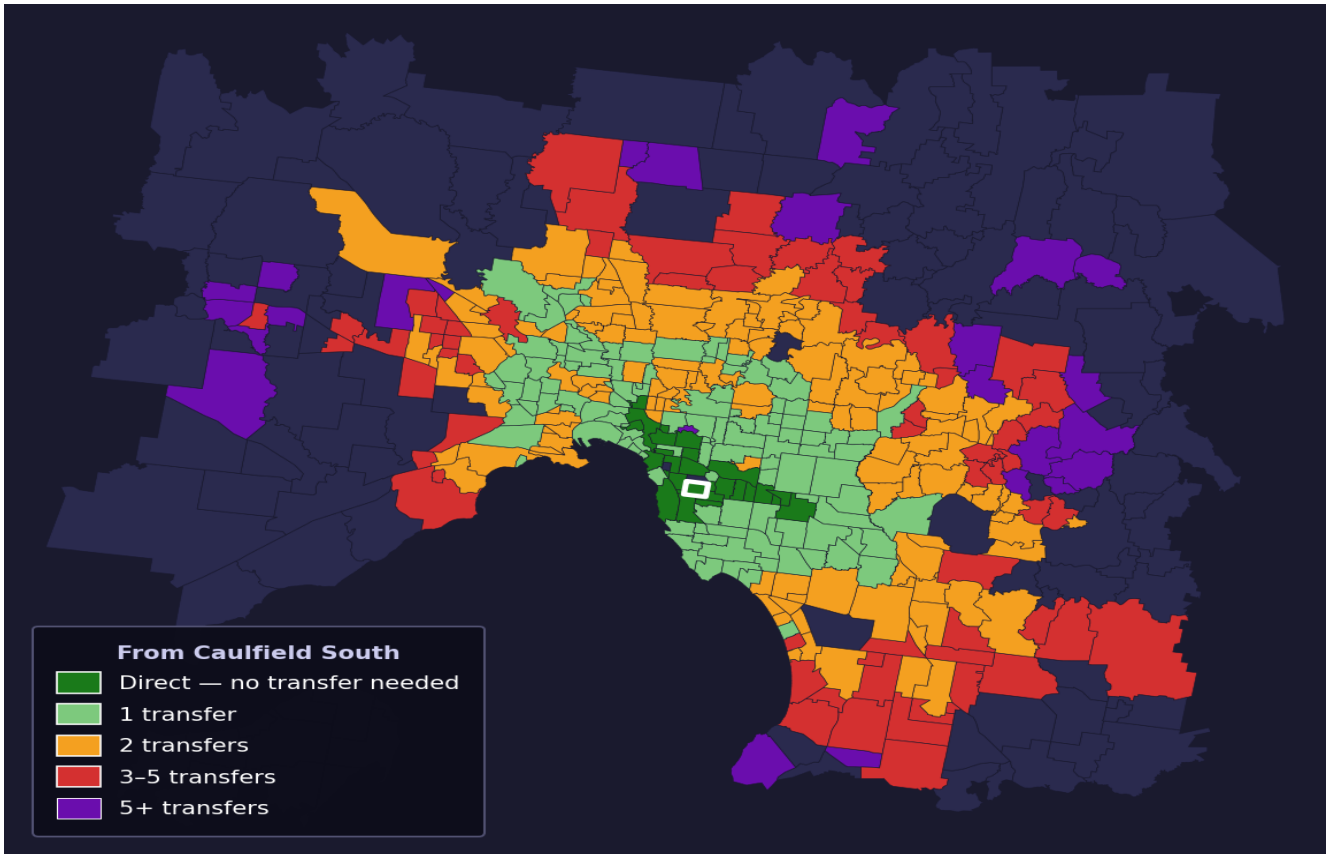 From Caulfield South
Direct — no transfer needed
1 transfer
2 transfers
3–5 transfers
5+ transfers